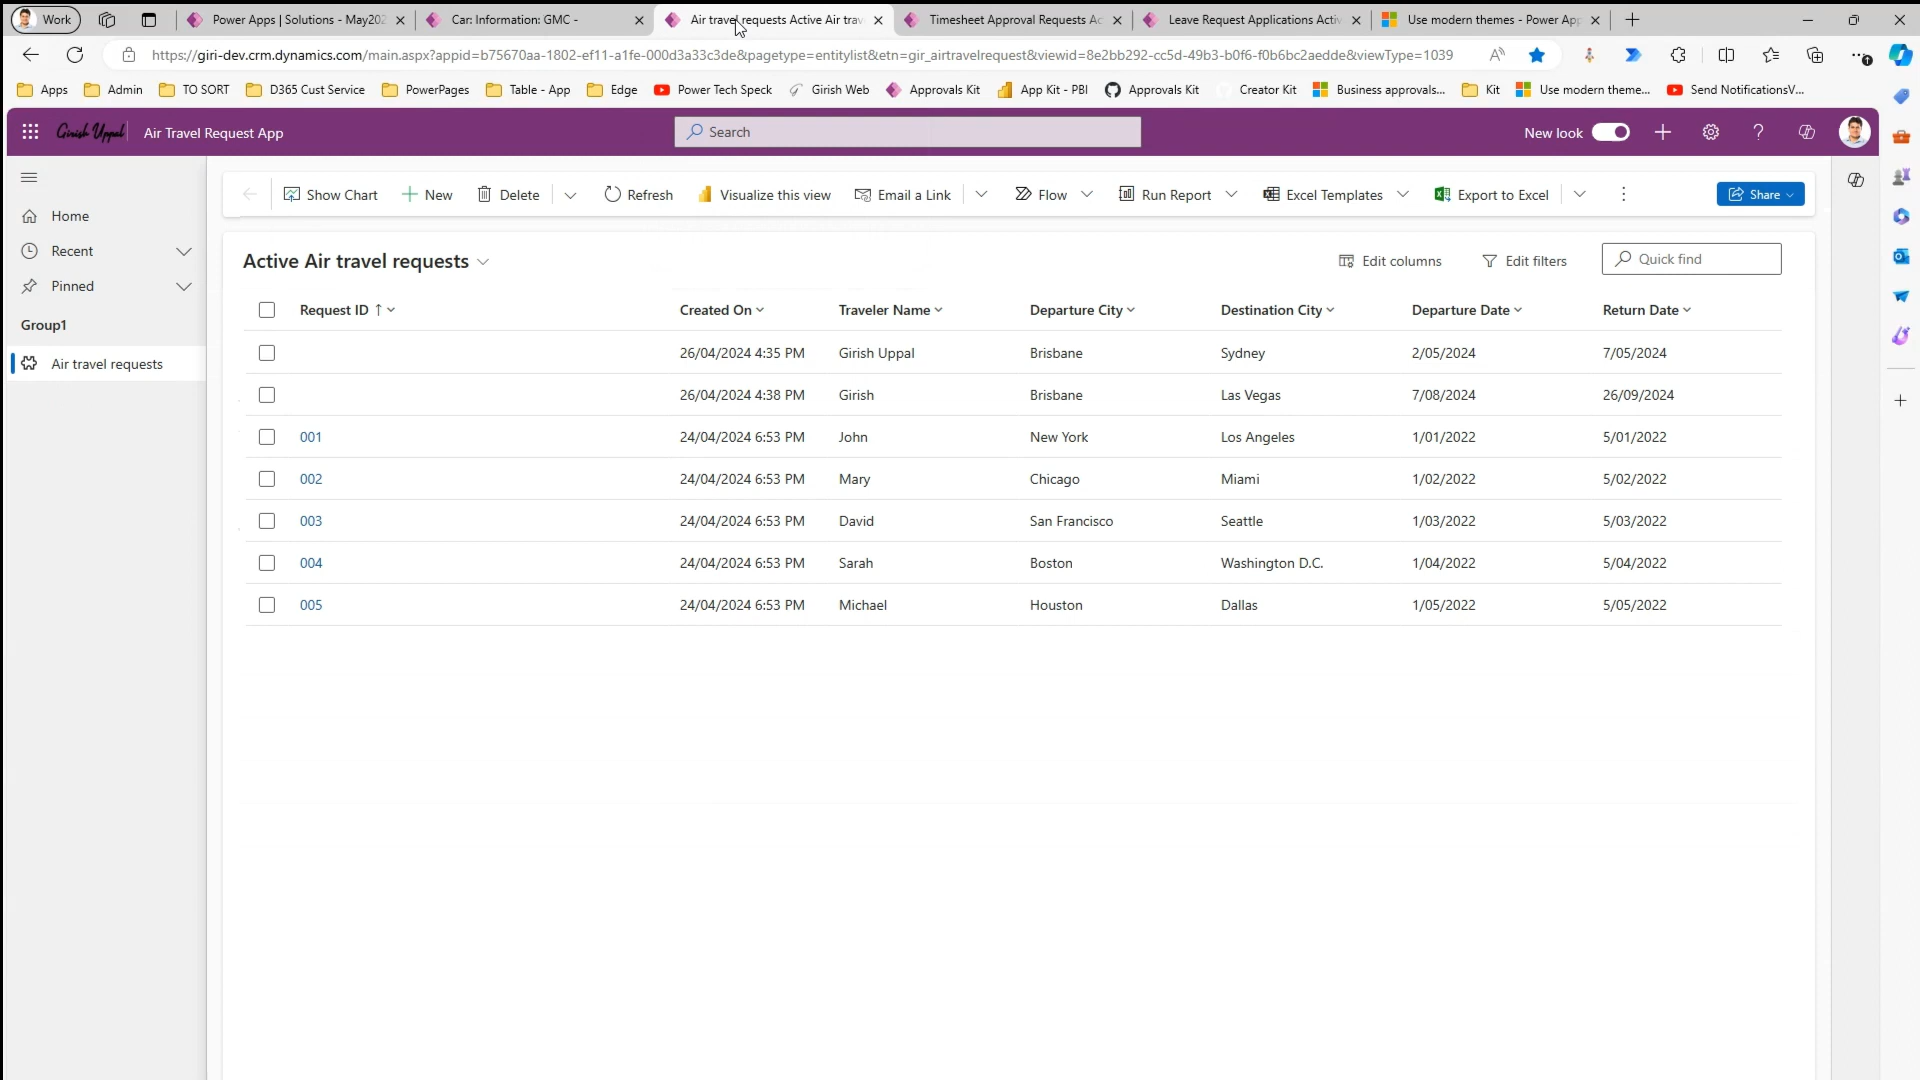 Work
Power Apps | Solutions - May202
Car: Information: GMC -
Air travel requests Active Air trav
Timesheet Approval Requests Ac
Leave Request Applications Activ
Use modern themes - Power App
https://giri-dev.crm.dynamics.com/main.aspx?appid=b75670aa-1802-ef11-a1fe-000d3a33c3de&pagetype=entitylist&etn=gir_airtravelrequest&viewid=8e2bb292-cc5d-49b3-b0f6-f0b6bc2aedde&viewType=1039
Apps
Admin
TO SORT
D365 Cust Service
PowerPages
Table - App
Edge
Power Tech Speck
Girish Web
Approvals Kit
App Kit - PBI
Approvals Kit
Creator Kit
Business approvals...
Kit
Use modern theme...
Send NotificationsV...
Girish Uppal
Air Travel Request App
Search
New look
Home
Recent
Pinned
Group1
Air travel requests
Show Chart
New
Delete
Refresh
Visualize this view
Email a Link
Flow
Run Report
Excel Templates
Export to Excel
Share
Active Air travel requests
Edit columns
Edit filters
Quick find
Request ID Created On Traveler Name Departure City Destination City Departure Date Return Date
26/04/2024 4:35 PM Girish Uppal Brisbane Sydney 2/05/2024 7/05/2024
26/04/2024 4:38 PM Girish Brisbane Las Vegas 7/08/2024 26/09/2024
001 24/04/2024 6:53 PM John New York Los Angeles 1/01/2022 5/01/2022
002 24/04/2024 6:53 PM Mary Chicago Miami 1/02/2022 5/02/2022
003 24/04/2024 6:53 PM David San Francisco Seattle 1/03/2022 5/03/2022
004 24/04/2024 6:53 PM Sarah Boston Washington D.C. 1/04/2022 5/04/2022
005 24/04/2024 6:53 PM Michael Houston Dallas 1/05/2022 5/05/2022